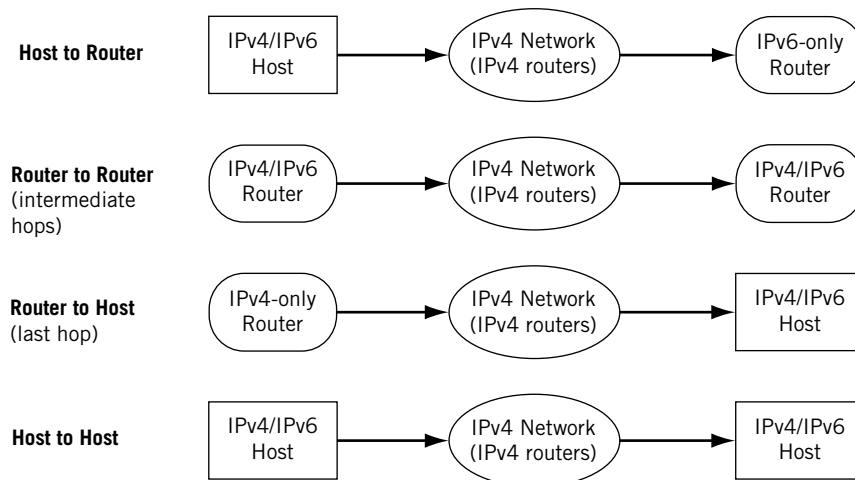 Host to Router
IPv4/IPv6
Host
IPv4 Network
(IPv4 routers)
IPv6-only
Router
Router to Router
(intermediate
hops)
IPv4/IPv6
Router
IPv4 Network
(IPv4 routers)
IPv4/IPv6
Router
Router to Host
(last hop)
IPv4-only
Router
IPv4 Network
(IPv4 routers)
IPv4/IPv6
Host
Host to Host
IPv4/IPv6
Host
IPv4 Network
(IPv4 routers)
IPv4/IPv6
Host